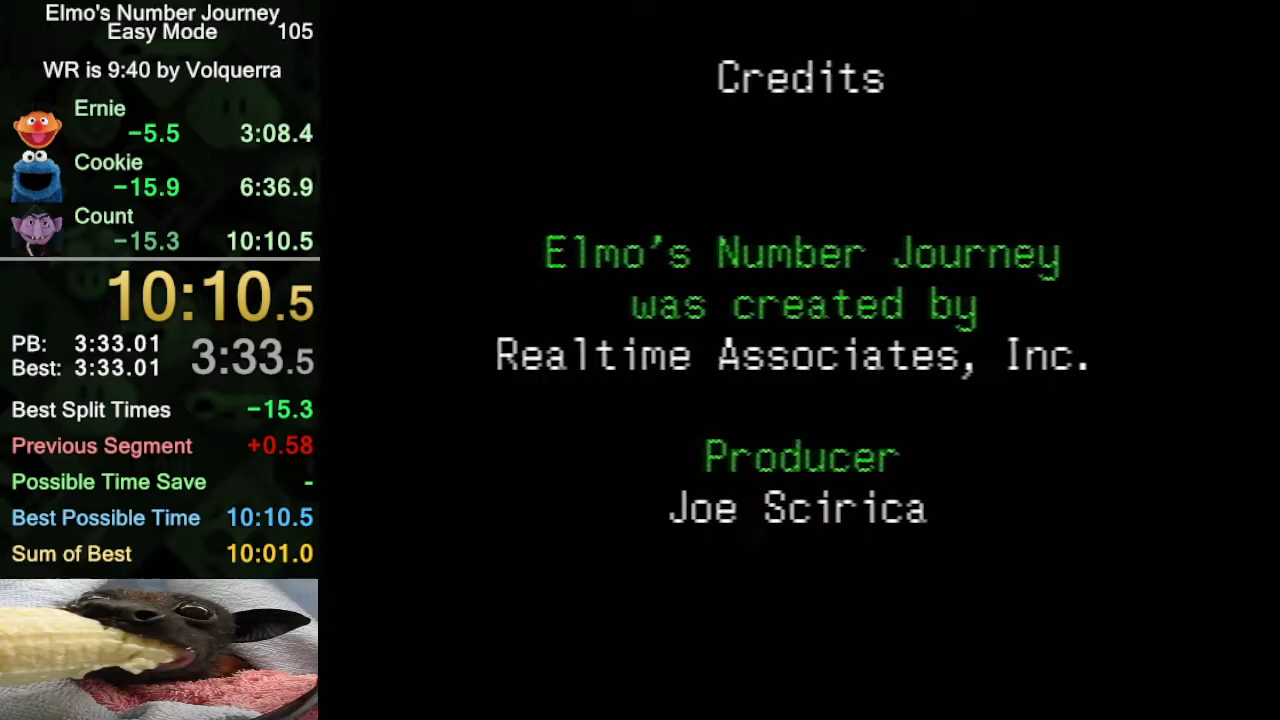 Elmo's Number Journey
Easy Mode 105
WR is 9:40 by Volquerra
Ernie
−5.5 3:08.4
Cookie
−15.9 6:36.9
Count
−15.3 10:10.5
10:10.5
PB: 3:33.01
Best: 3:33.01
3:33.5
Best Split Times −15.3
Previous Segment +0.58
Possible Time Save -
Best Possible Time 10:10.5
Sum of Best 10:01.0
Credits
Elmo's Number Journey
was created by
Realtime Associates, Inc.
Producer
Joe Scirica